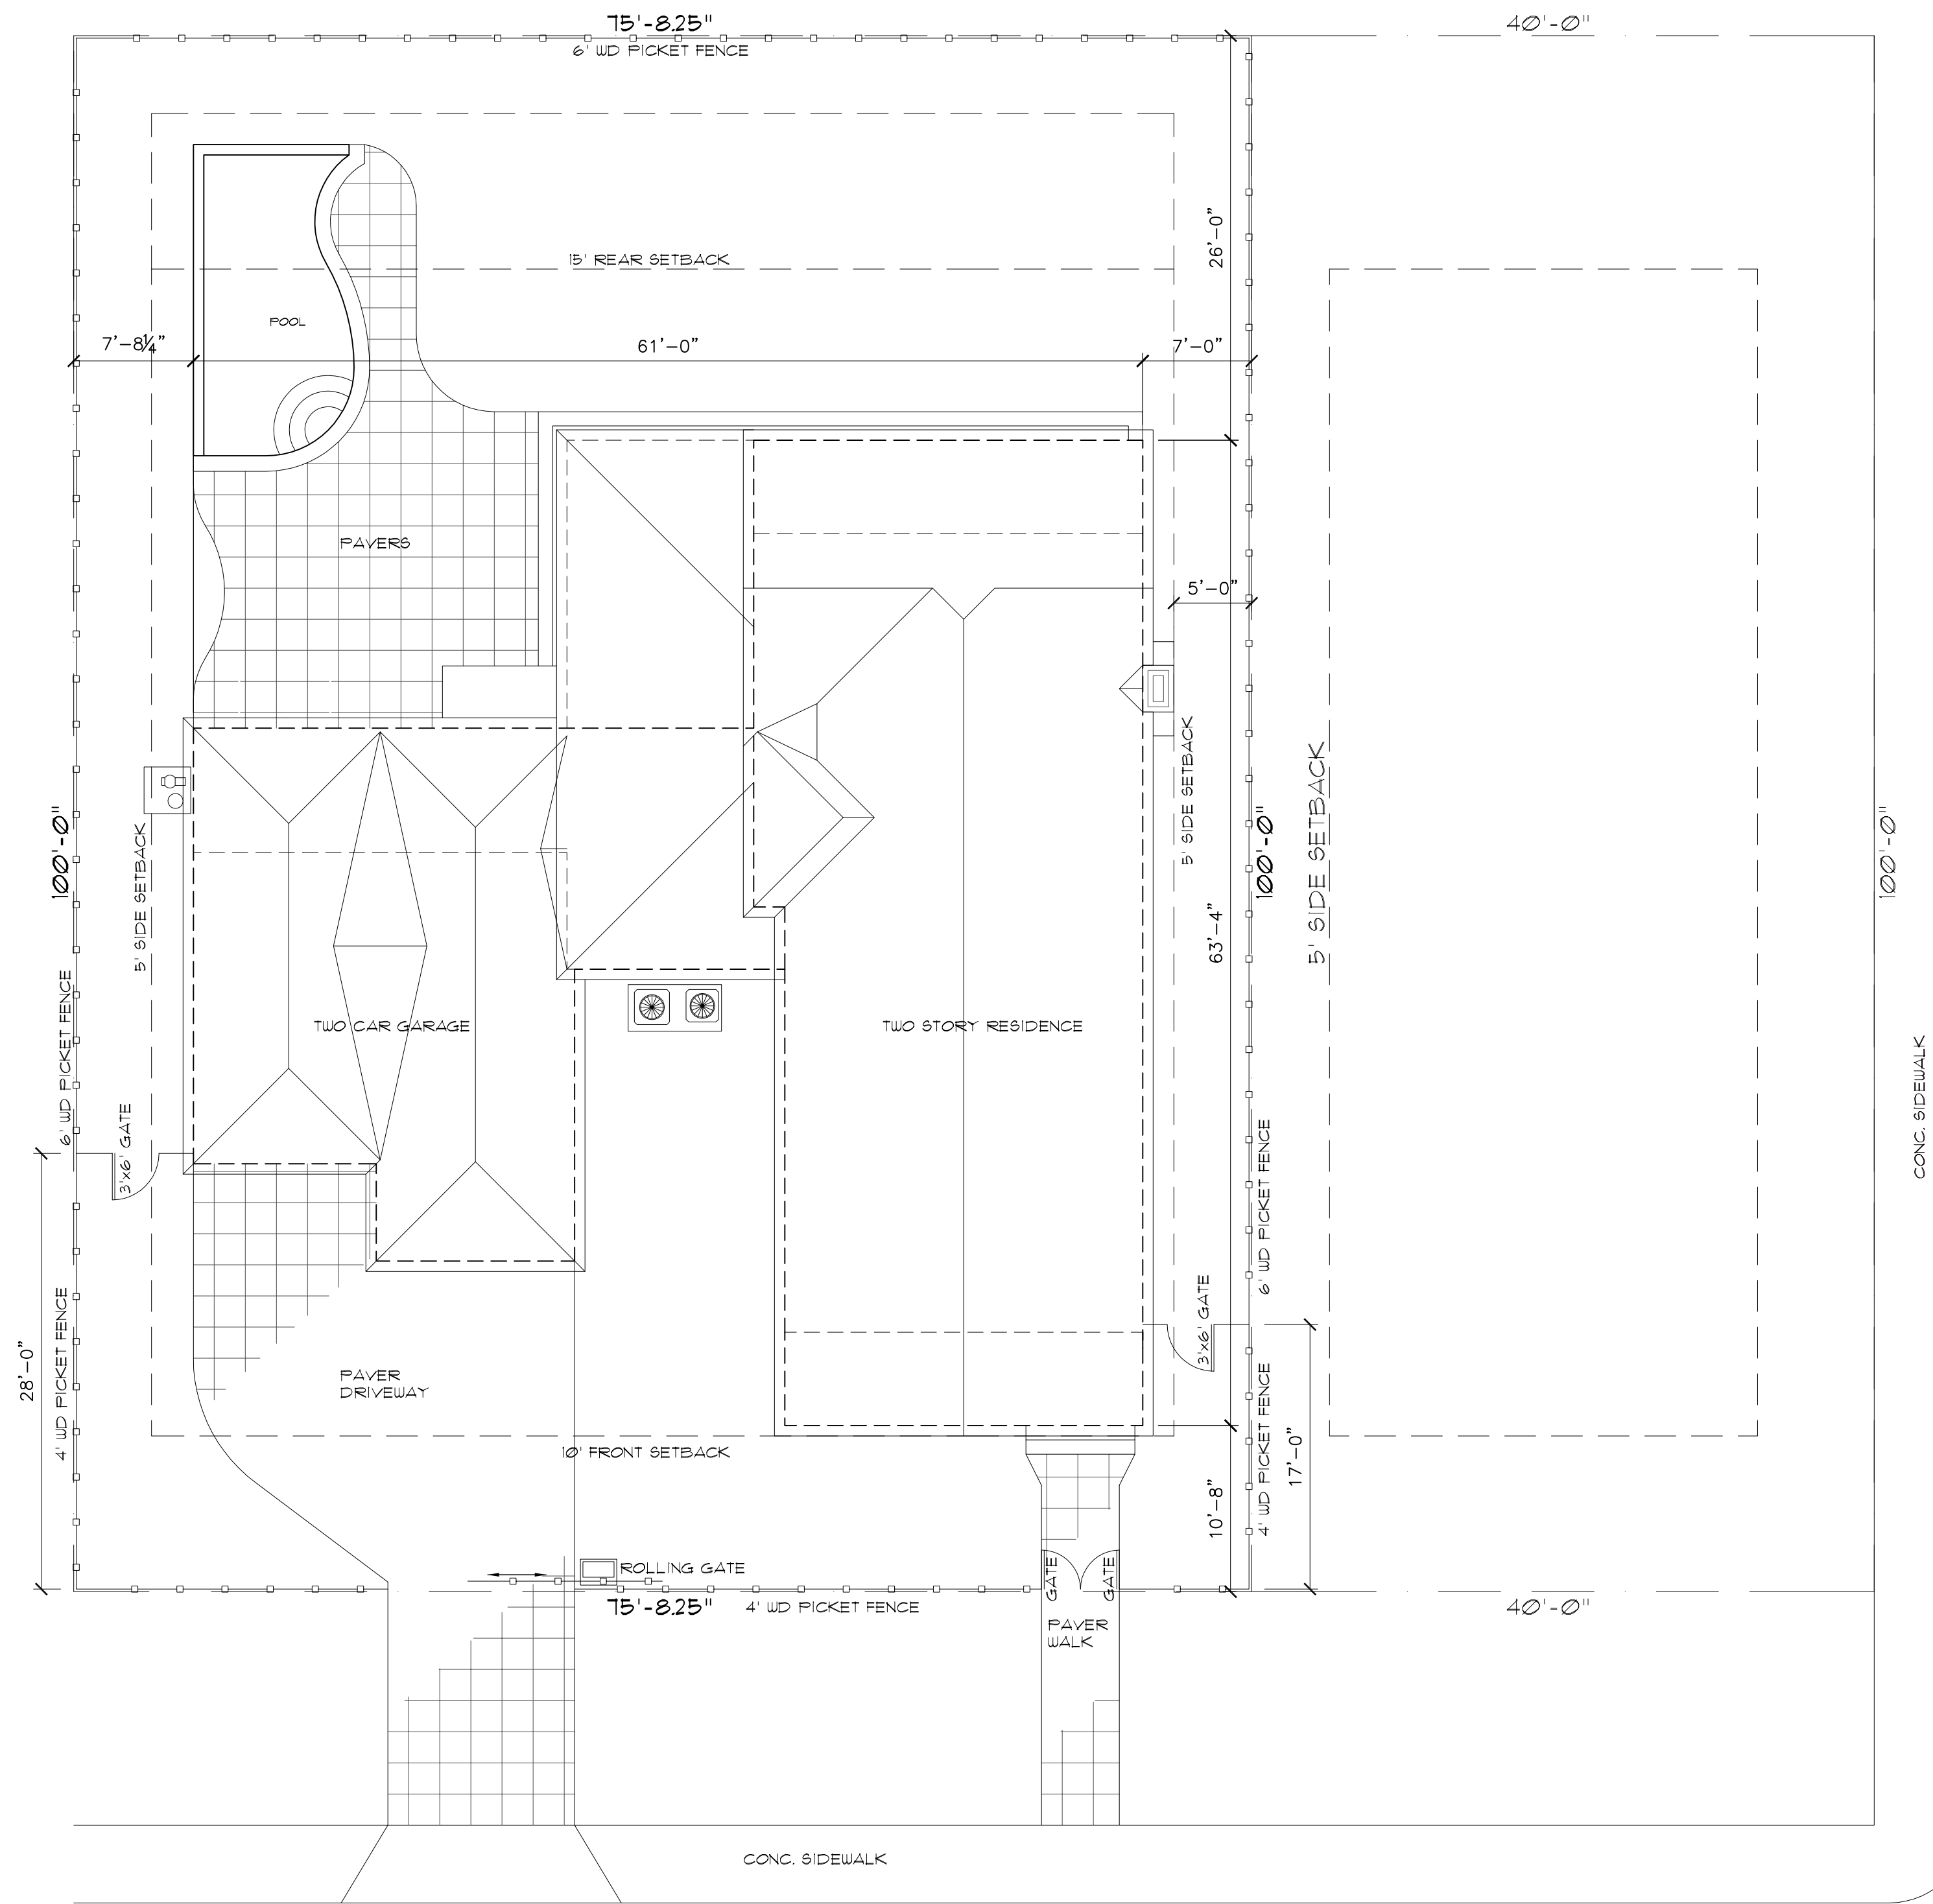 75'-8.25"
40'-0"
6' WD PICKET FENCE
26'-0"
15' REAR SETBACK
POOL
7'-8¼"
61'-0"
7'-0"
PAVERS
5'-0"
5' SIDE SETBACK
5' SIDE SETBACK
100'-0"
5' SIDE SETBACK
100'-0"
100'-0"
63'-4"
6' WD PICKET FENCE
TWO CAR GARAGE
TWO STORY RESIDENCE
CONC. SIDEWALK
3'x6' GATE
6' WD PICKET FENCE
3'x6' GATE
28'-0"
4' WD PICKET FENCE
PAVER
DRIVEWAY
4' WD PICKET FENCE
17'-0"
10' FRONT SETBACK
10'-8"
ROLLING GATE
GATE
GATE
75'-8.25"
4' WD PICKET FENCE
40'-0"
PAVER
WALK
CONC. SIDEWALK